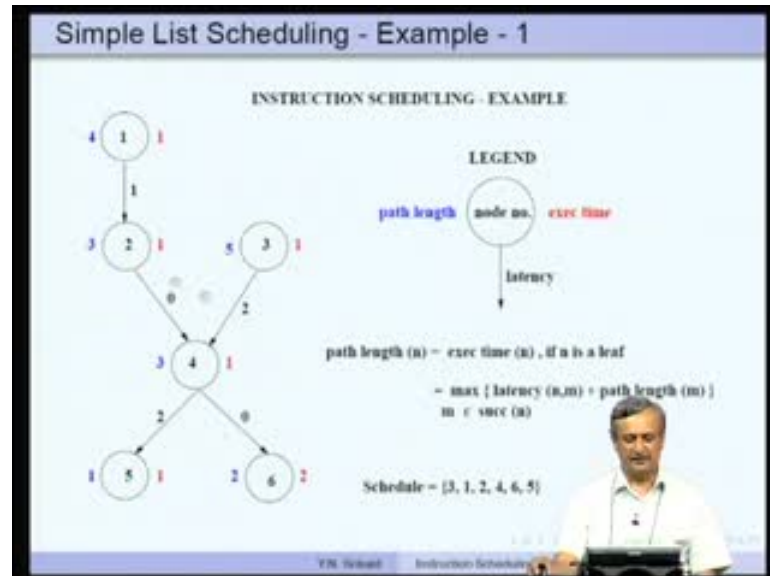 Simple List Scheduling - Example - 1
INSTRUCTION SCHEDULING - EXAMPLE
4 1 1
1
3 2 1
5 3 1
0
2
3 4 1
2
0
1 5 1
2 6 2
LEGEND
path length node no. exec time
latency
path length (n) = exec time (n) , if n is a leaf
= max { latency (n,m) + path length (m) }
m ε succ (n)
Schedule = {3, 1, 2, 4, 6, 5}
Y.N. Srikant Instruction Scheduling